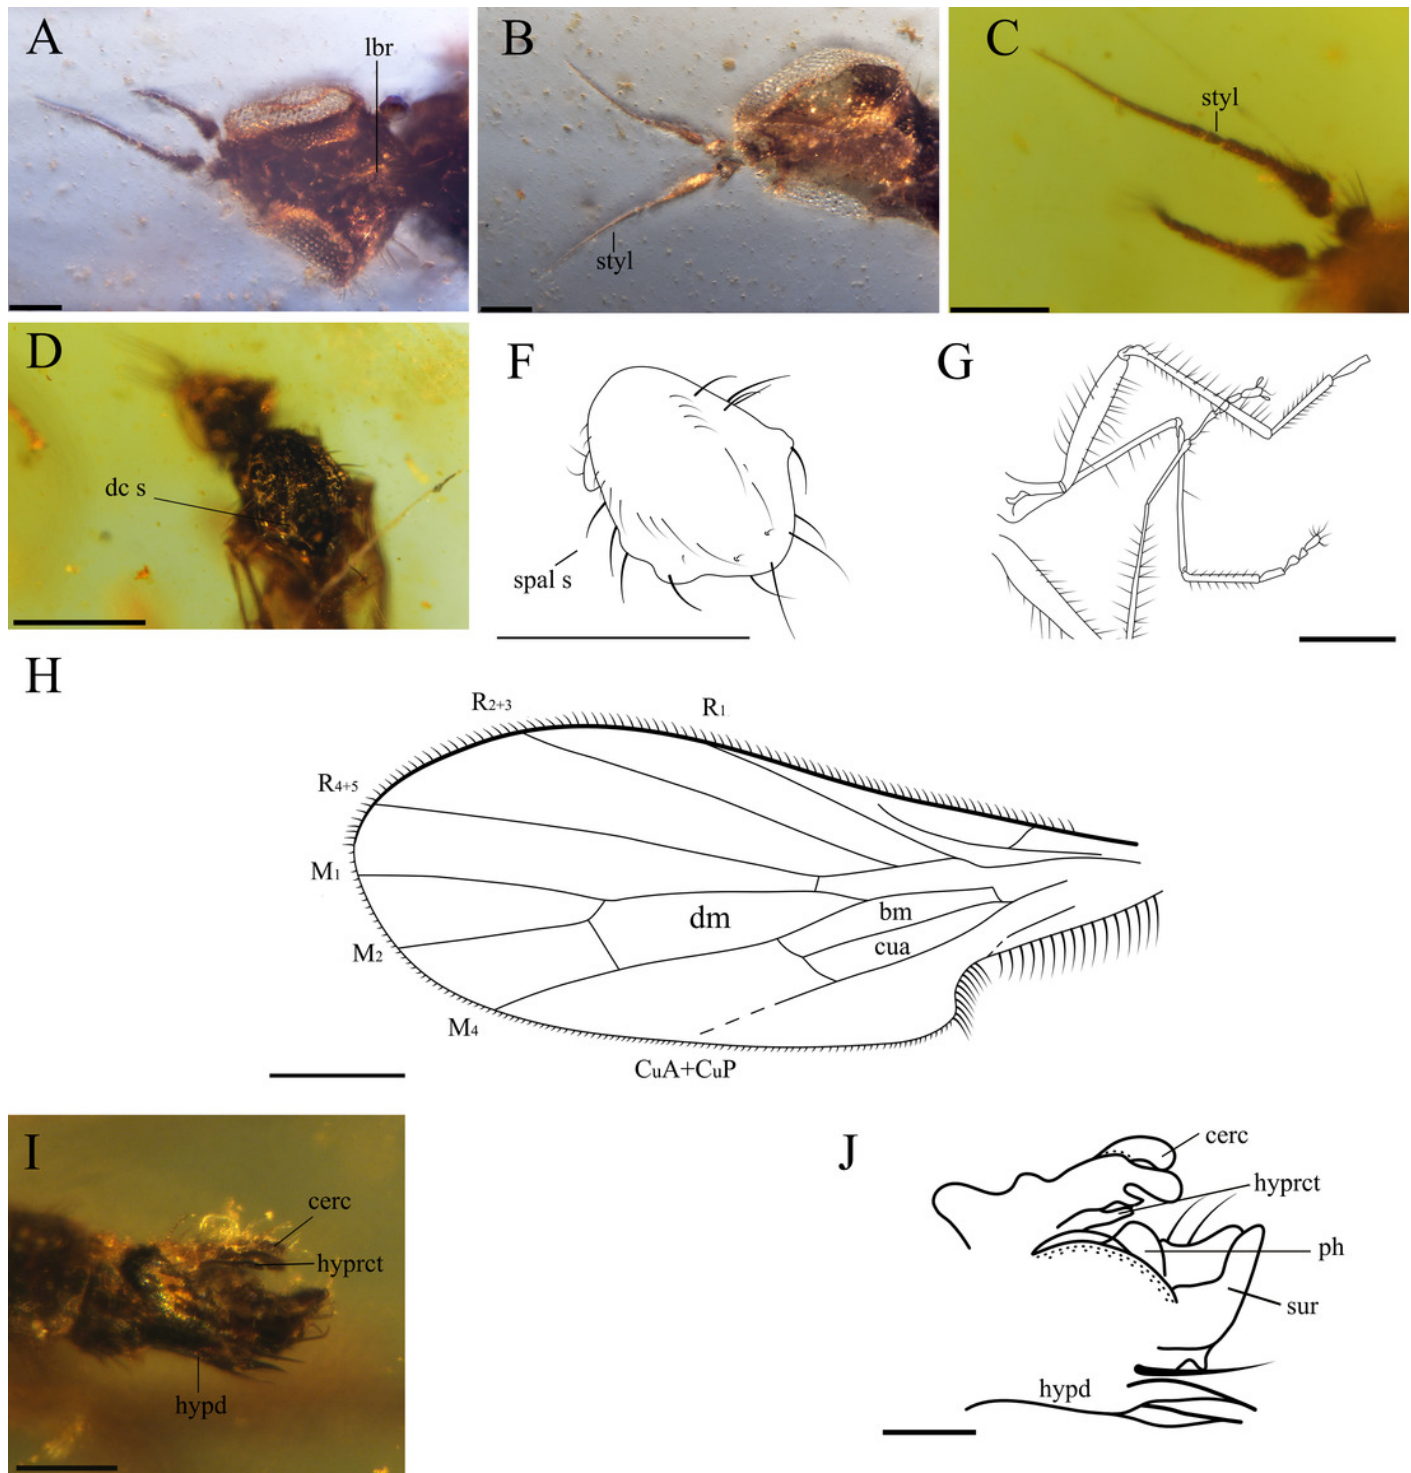 A
lbr
B
styl
C
styl
D
dc s
F
spal s
G
H
R2+3
R1
R4+5
M1
dm
bm
cua
M2
M4
CuA+CuP
I
cerc
hyprct
hypd
J
cerc
hyprct
ph
sur
hypd